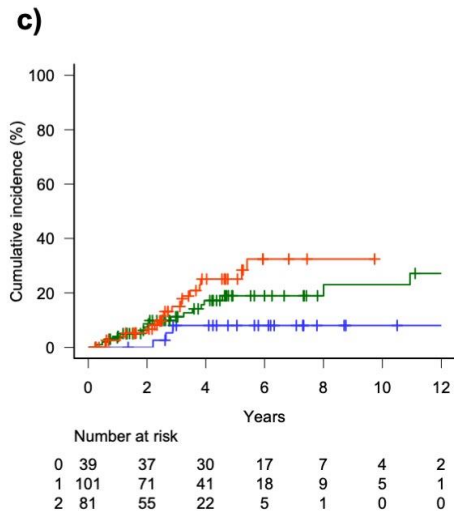 c)
100
80
60
40
20
0
Cumulative incidence (%)
0 2 4 6 8 10 12
Years
Number at risk
0 39 37 30 17 7 4 2
1 101 71 41 18 9 5 1
2 81 55 22 5 1 0 0